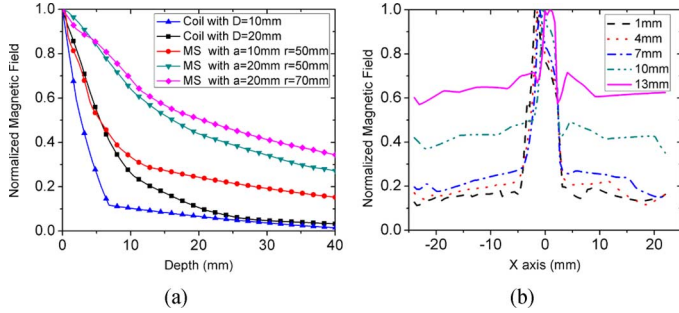 Normalized Magnetic Field
1.0
0.8
0.6
0.4
0.2
0.0
0 10 20 30 40
Depth (mm)
Coil with D=10mm
Coil with D=20mm
MS with a=10mm r=50mm
MS with a=20mm r=50mm
MS with a=20mm r=70mm
(a)
Normalized Magnetic Field
1.0
0.8
0.6
0.4
0.2
0.0
-20 -10 0 10 20
X axis (mm)
1mm
4mm
7mm
10mm
13mm
(b)